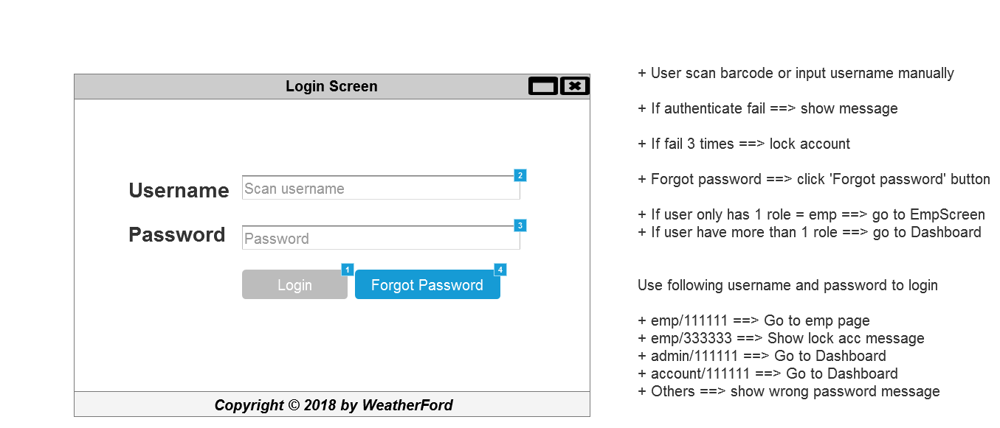 Login Screen
Username
Scan username
2
Password
Password
3
Login
1
Forgot Password
4
Copyright © 2018 by WeatherFord
+ User scan barcode or input username manually
+ If authenticate fail ==> show message
+ If fail 3 times ==> lock account
+ Forgot password ==> click 'Forgot password' button
+ If user only has 1 role = emp ==> go to EmpScreen
+ If user have more than 1 role ==> go to Dashboard
Use following username and password to login
+ emp/111111 ==> Go to emp page
+ emp/333333 ==> Show lock acc message
+ admin/111111 ==> Go to Dashboard
+ account/111111 ==> Go to Dashboard
+ Others ==> show wrong password message